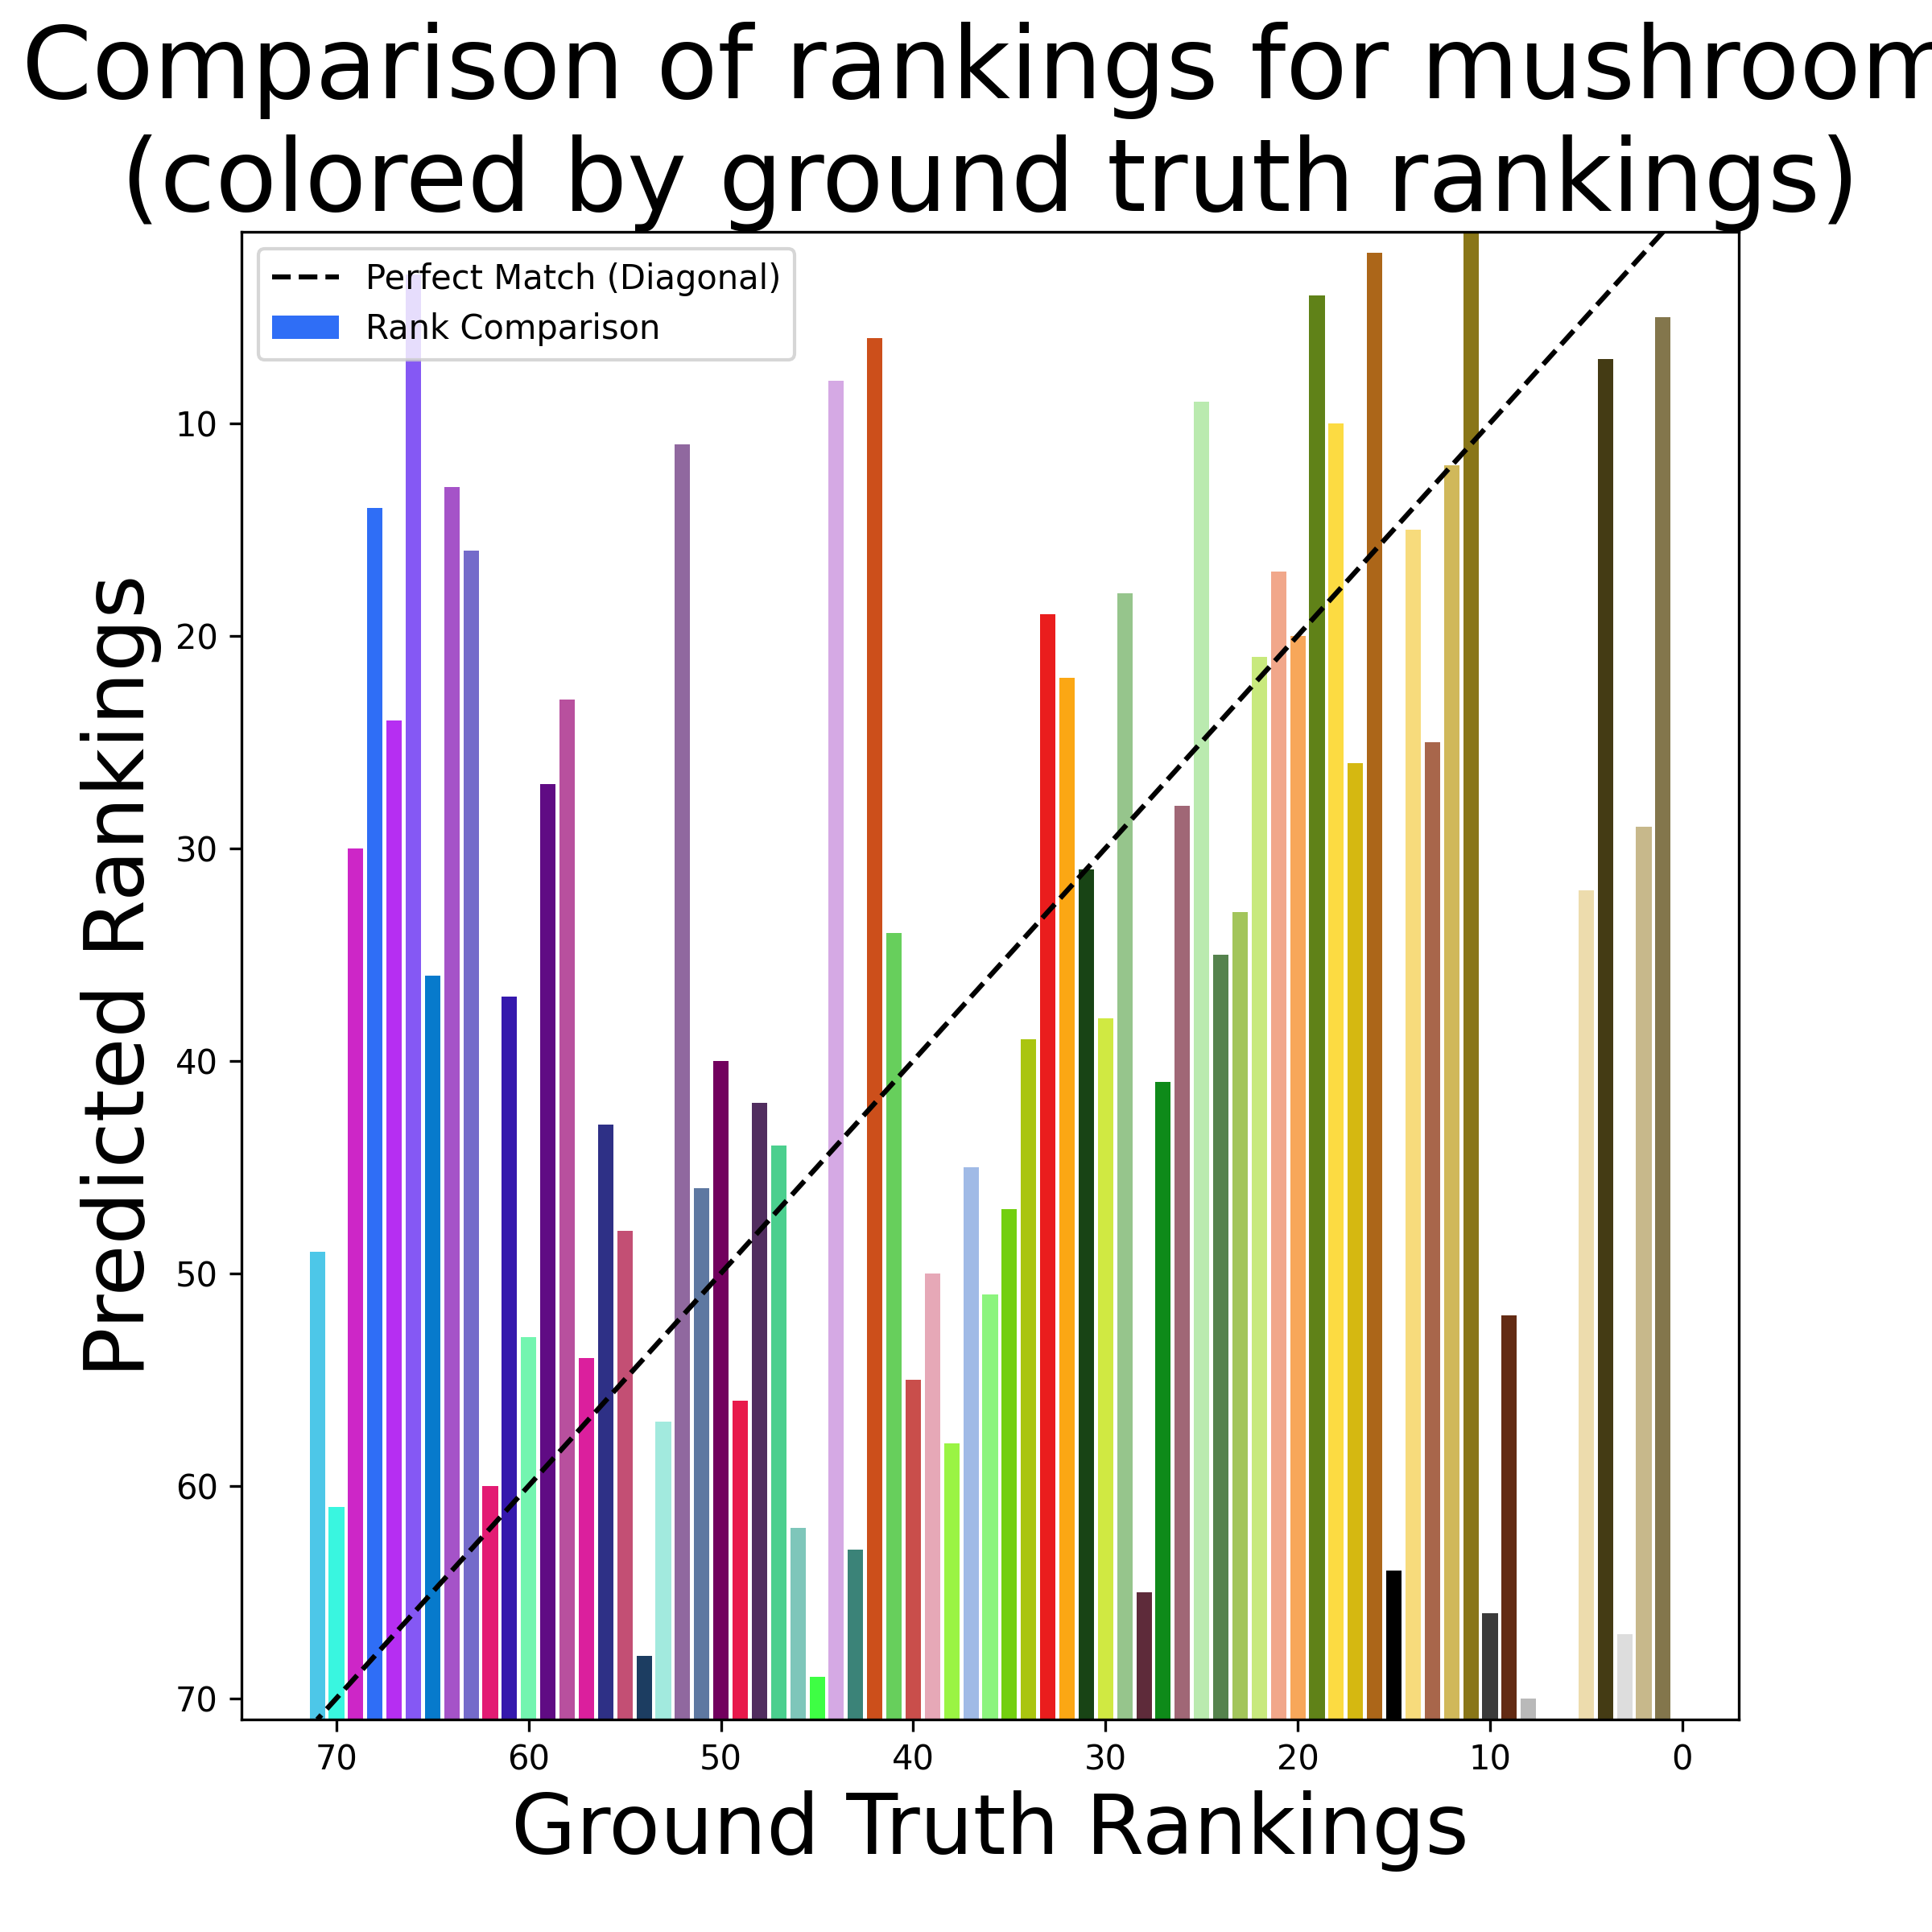 Comparison of rankings for mushroom
(colored by ground truth rankings)
Perfect Match (Diagonal)
Rank Comparison
Predicted Rankings
10
20
30
40
50
60
70
70 60 50 40 30 20 10 0
Ground Truth Rankings